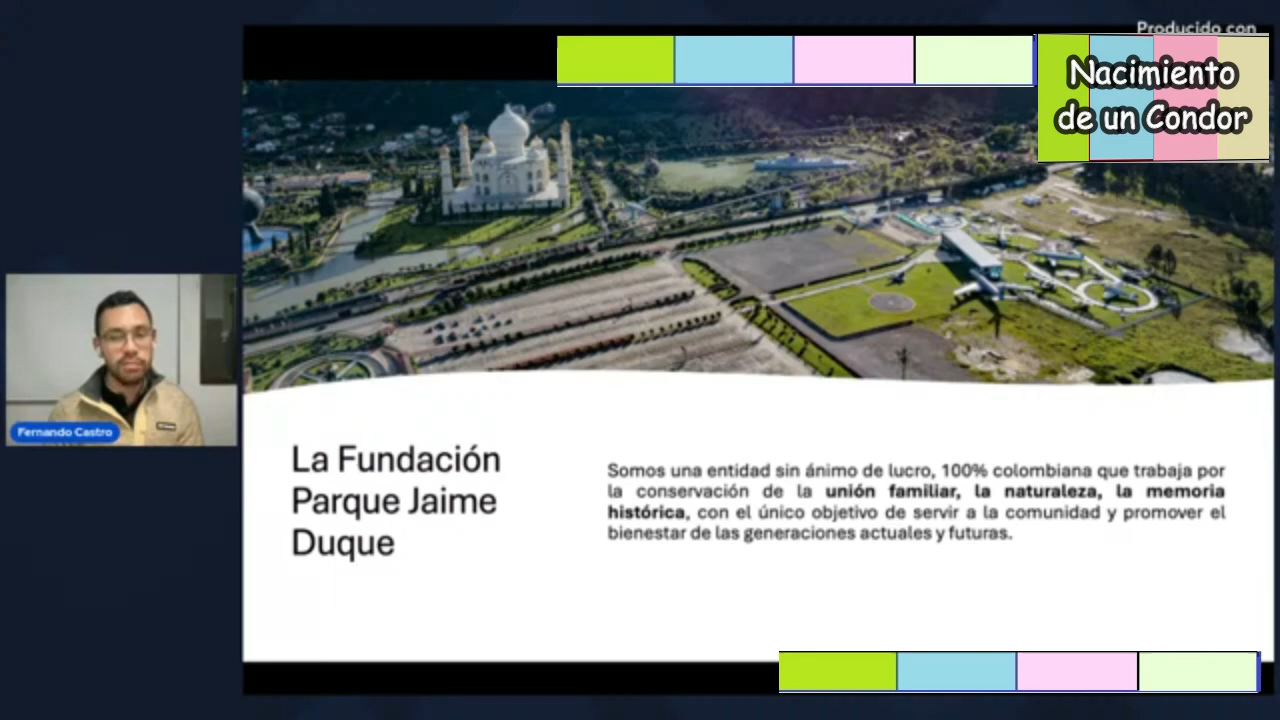 Producido con
Nacimiento
de un Condor
Fernando Castro
La Fundación
Parque Jaime
Duque
Somos una entidad sin ánimo de lucro, 100% colombiana que trabaja por
la conservación de la unión familiar, la naturaleza, la memoria
histórica, con el único objetivo de servir a la comunidad y promover el
bienestar de las generaciones actuales y futuras.